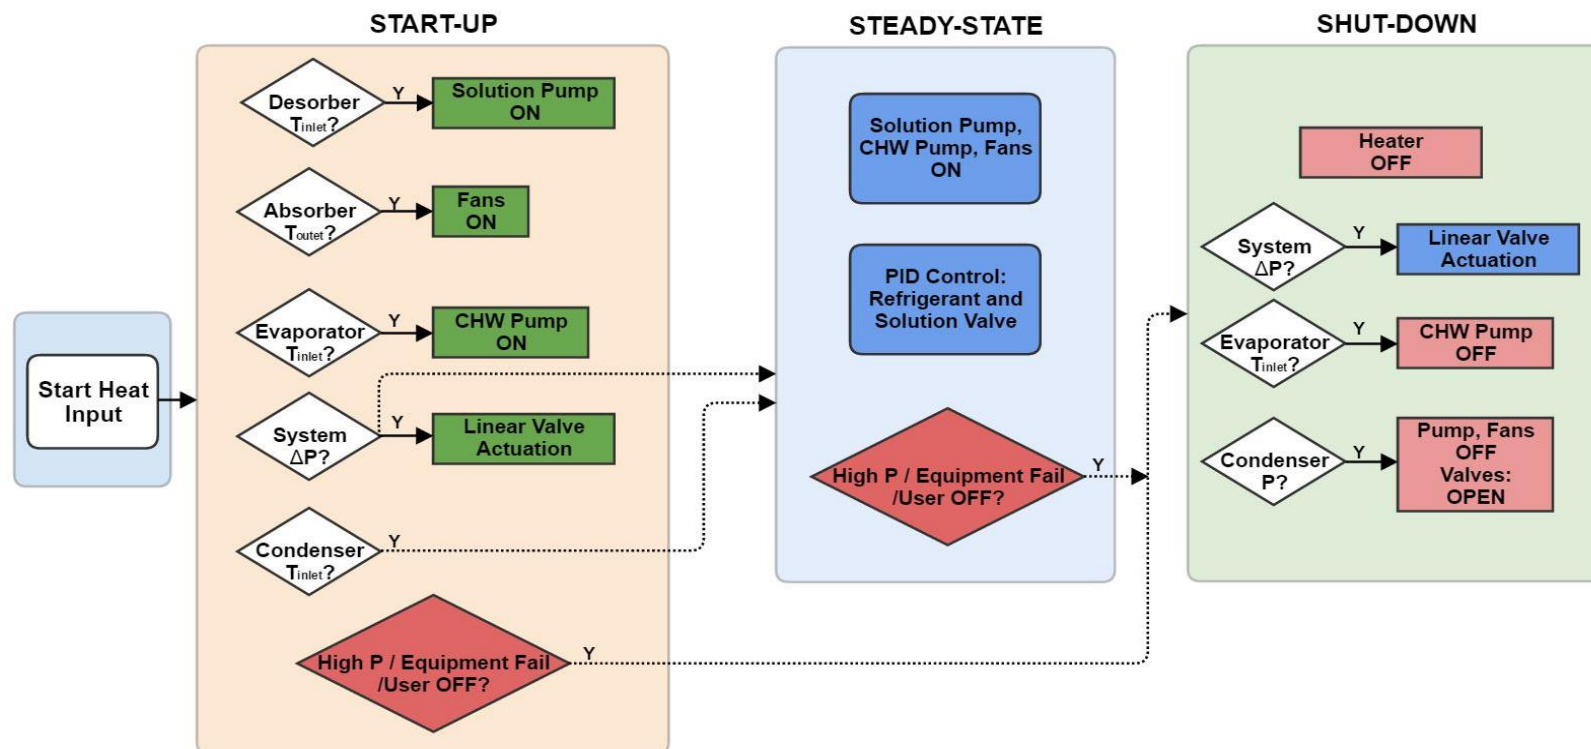 START-UP
STEADY-STATE
SHUT-DOWN
Start Heat
Input
Desorber
Tinlet?
Y
Solution Pump
ON
Absorber
Toutet?
Y
Fans
ON
Evaporator
Tinlet?
Y
CHW Pump
ON
System
ΔP?
Y
Linear Valve
Actuation
Condenser
Tinlet?
Y
High P / Equipment Fail
/User OFF?
Y
Solution Pump,
CHW Pump, Fans
ON
PID Control:
Refrigerant and
Solution Valve
High P / Equipment Fail
/User OFF?
Y
Heater
OFF
System
ΔP?
Y
Linear Valve
Actuation
Evaporator
Tinlet?
Y
CHW Pump
OFF
Condenser
P?
Y
Pump, Fans
OFF
Valves:
OPEN